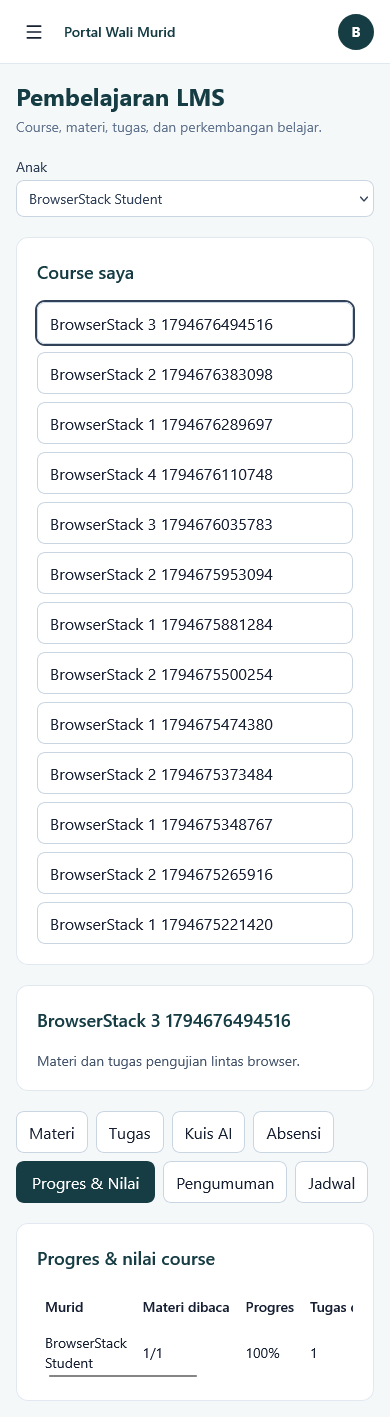 Portal Wali Murid
B
Pembelajaran LMS
Course, materi, tugas, dan perkembangan belajar.
Anak
BrowserStack Student
Course saya
BrowserStack 3 1794676494516
BrowserStack 2 1794676383098
BrowserStack 1 1794676289697
BrowserStack 4 1794676110748
BrowserStack 3 1794676035783
BrowserStack 2 1794675953094
BrowserStack 1 1794675881284
BrowserStack 2 1794675500254
BrowserStack 1 1794675474380
BrowserStack 2 1794675373484
BrowserStack 1 1794675348767
BrowserStack 2 1794675265916
BrowserStack 1 1794675221420
BrowserStack 3 1794676494516
Materi dan tugas pengujian lintas browser.
Materi Tugas Kuis AI Absensi
Progres & Nilai Pengumuman Jadwal
Progres & nilai course
Murid Materi dibaca Progres Tugas
BrowserStack Student 1/1 100% 1